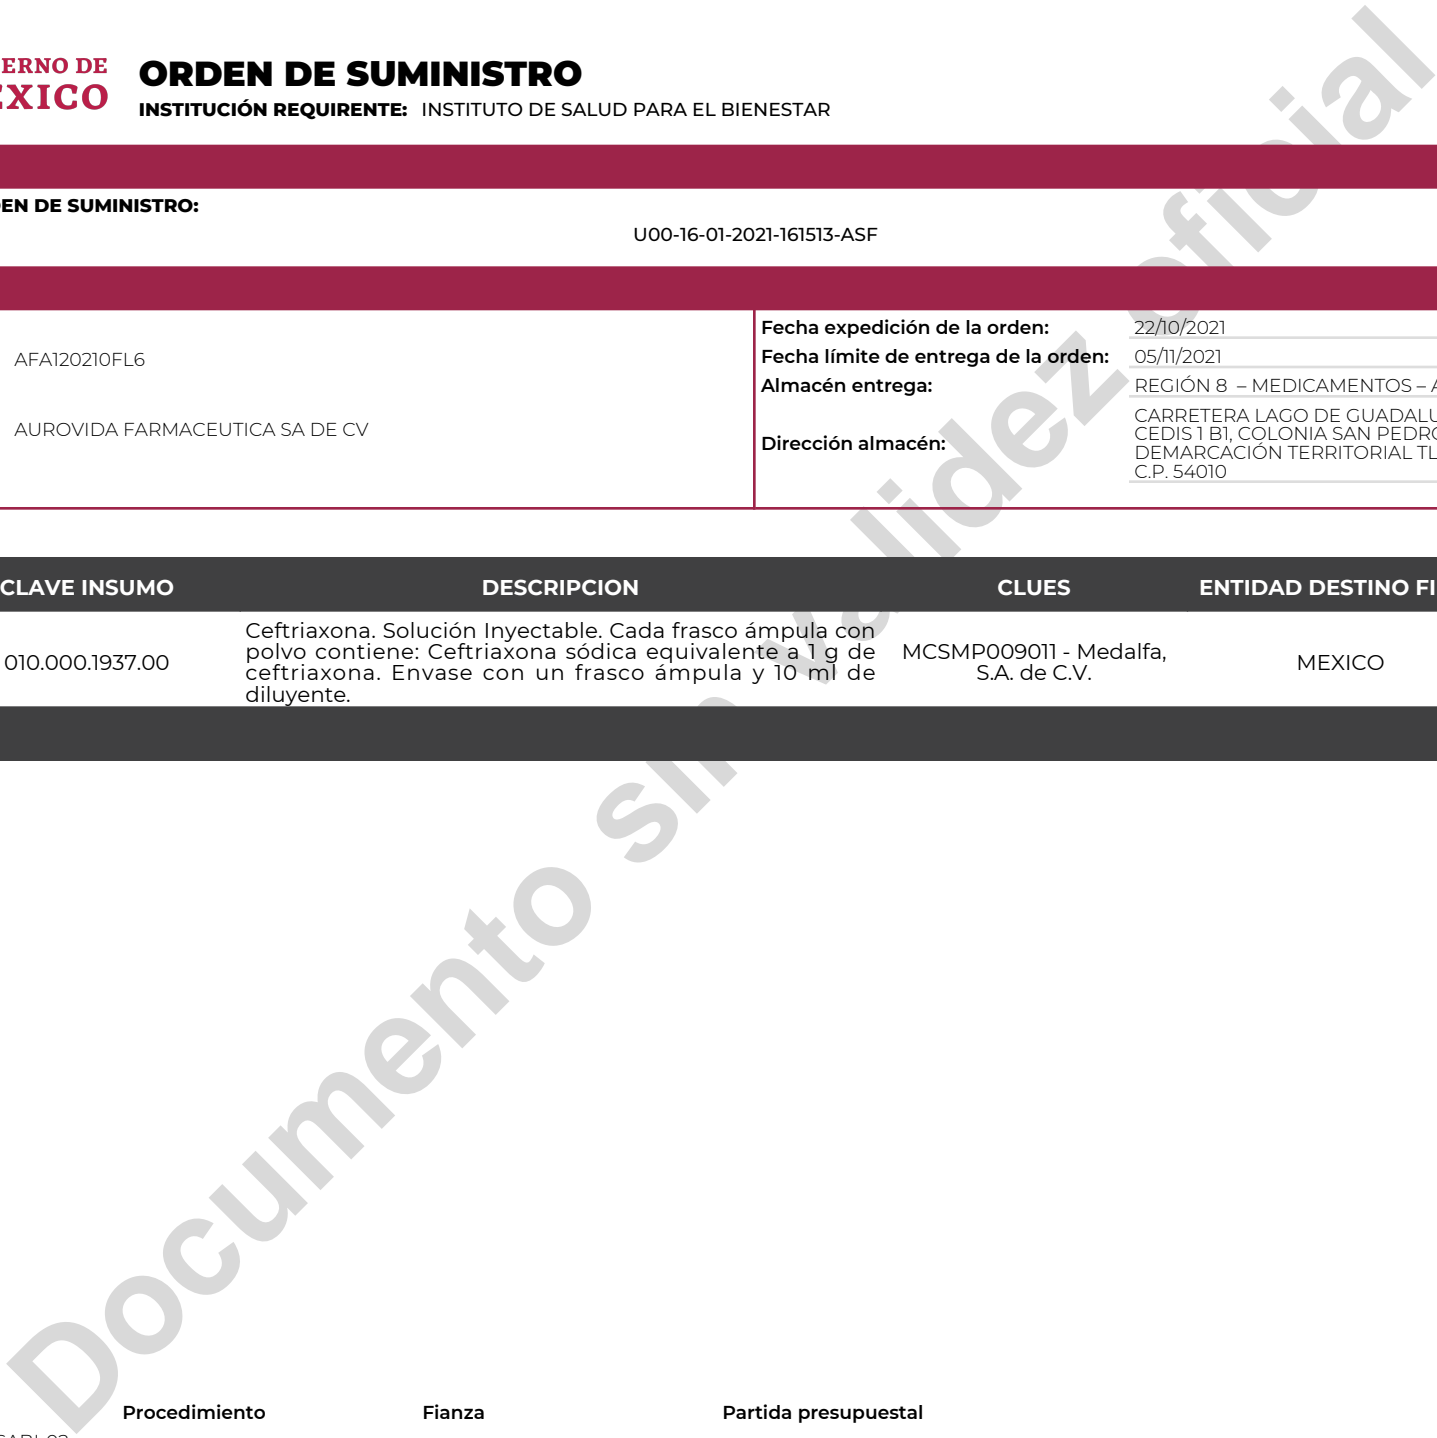 ERNO DE
ORDEN DE SUMINISTRO
INSTITUCIÓN REQUIRENTE: INSTITUTO DE SALUD PARA EL BIENESTAR
EXICO
EN DE SUMINISTRO:
U00-16-01-2021-161513-ASF
AFA120210FL6
AUROVIDA FARMACEUTICA SA DE CV
Fecha expedición de la orden: 22/10/2021
Fecha límite de entrega de la orden: 05/11/2021
Almacén entrega: REGIÓN 8 – MEDICAMENTOS – A
Dirección almacén:
CARRETERA LAGO DE GUADALU
CEDIS 1 B1, COLONIA SAN PEDRO
DEMARCACIÓN TERRITORIAL TL
C.P. 54010
CLAVE INSUMO DESCRIPCION CLUES ENTIDAD DESTINO FI
010.000.1937.00
Ceftriaxona. Solución Inyectable. Cada frasco ámpula con
polvo contiene: Ceftriaxona sódica equivalente a 1 g de
ceftriaxona. Envase con un frasco ámpula y 10 ml de
diluyente.
MCSMP009011 - Medalfa,
S.A. de C.V.
MEXICO
Documento sin validez oficial
Procedimiento Fianza Partida presupuestal